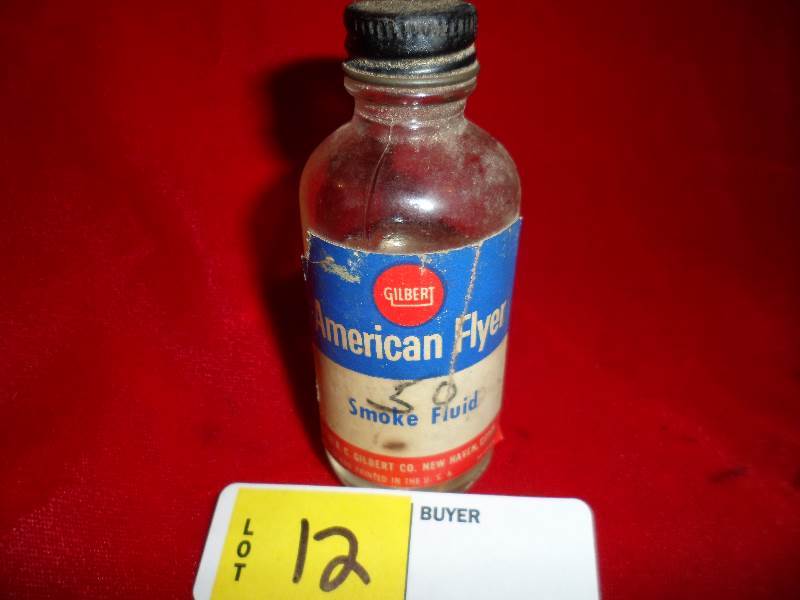 GILBERT
American Flyer
50
Smoke Fluid
C. GILBERT CO. NEW HAVEN, CONN.
PRINTED IN THE U. S. A.
LOT
12
BUYER